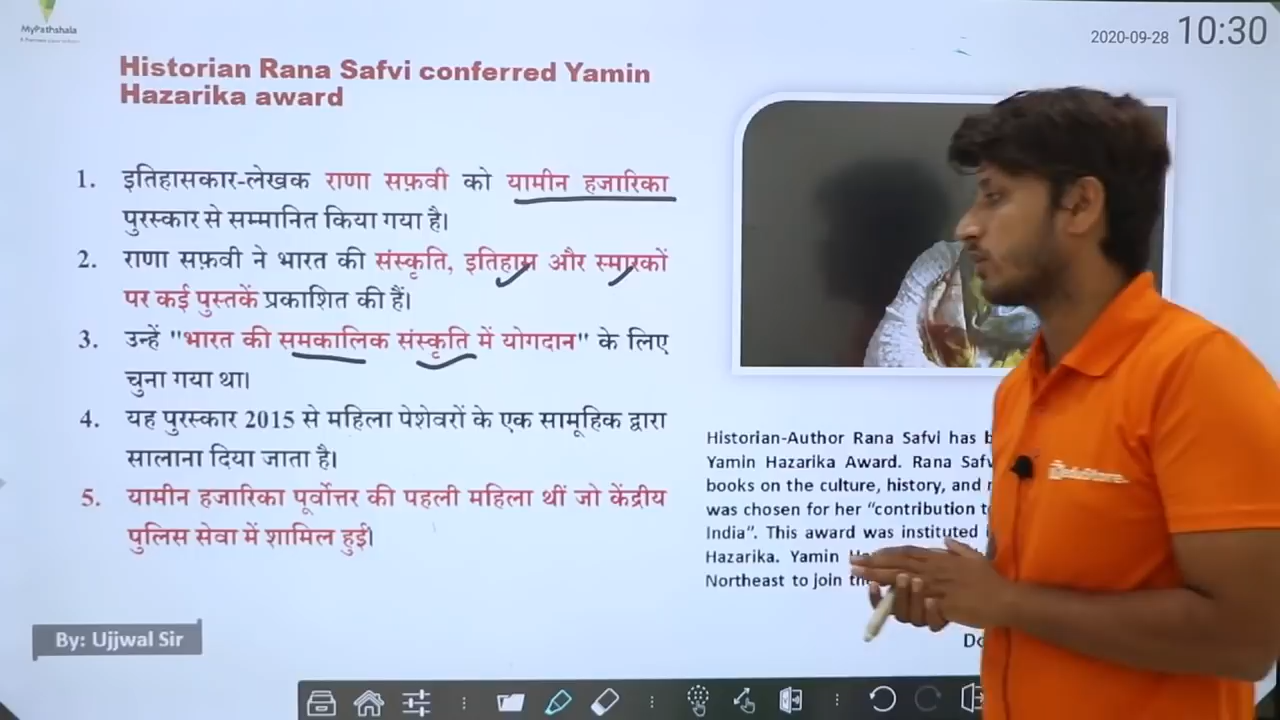 MyPathshala
2020-09-28 10:30
Historian Rana Safvi conferred Yamin
Hazarika award
1. इतिहासकार-लेखक राणा सफ़वी को यामीन हजारिका
पुरस्कार से सम्मानित किया गया है।
2. राणा सफ़वी ने भारत की संस्कृति, इतिहास और स्मारकों
पर कई पुस्तकें प्रकाशित की हैं।
3. उन्हें "भारत की समकालिक संस्कृति में योगदान" के लिए
चुना गया था।
4. यह पुरस्कार 2015 से महिला पेशेवरों के एक सामूहिक द्वारा
सालाना दिया जाता है।
5. यामीन हजारिका पूर्वोत्तर की पहली महिला थीं जो केंद्रीय
पुलिस सेवा में शामिल हुईं।
Historian-Author Rana Safvi has
Yamin Hazarika Award. Rana
books on the culture, history, and
was chosen for her “contribution
India”. This award was instituted
Hazarika. Yamin
Northeast to join
By: Ujjwal Sir